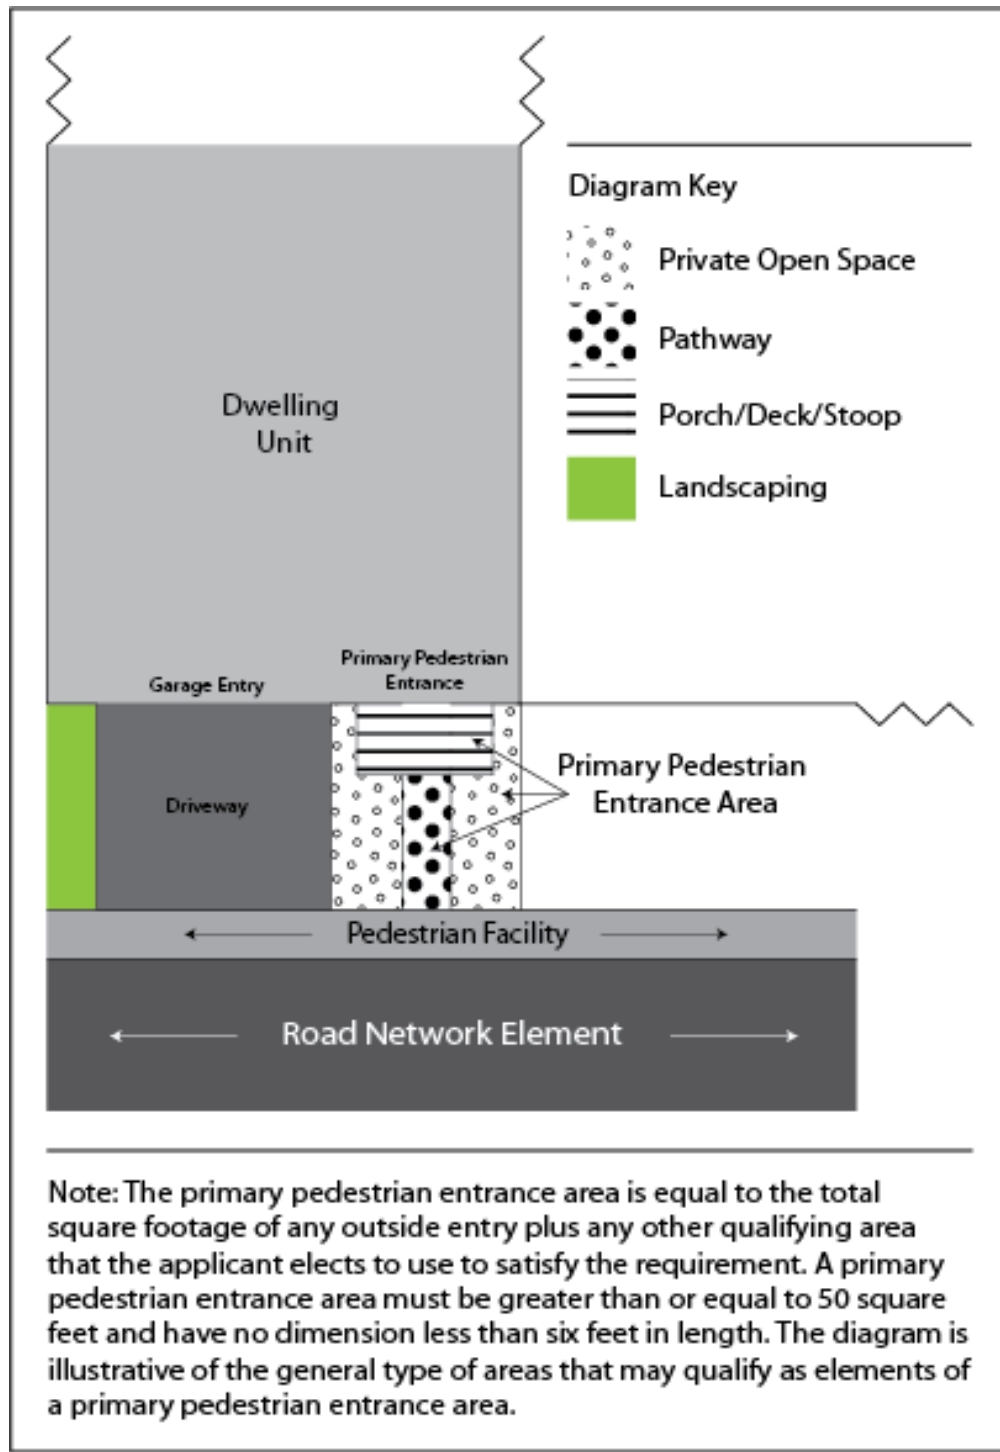 Diagram Key
Private Open Space
Pathway
Porch/Deck/Stoop
Landscaping
Dwelling
Unit
Garage Entry
Primary Pedestrian
Entrance
Driveway
Primary Pedestrian
Entrance Area
Pedestrian Facility
Road Network Element
Note: The primary pedestrian entrance area is equal to the total
square footage of any outside entry plus any other qualifying area
that the applicant elects to use to satisfy the requirement. A primary
pedestrian entrance area must be greater than or equal to 50 square
feet and have no dimension less than six feet in length. The diagram is
illustrative of the general type of areas that may qualify as elements of
a primary pedestrian entrance area.